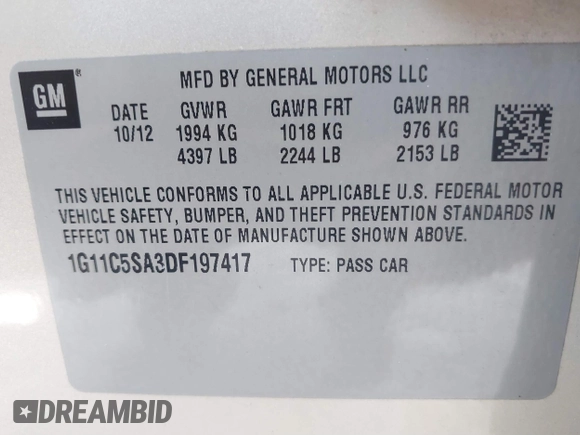 GM ®
MFD BY GENERAL MOTORS LLC
DATE GVWR GAWR FRT GAWR RR
10/12 1994 KG 1018 KG 976 KG
4397 LB 2244 LB 2153 LB
THIS VEHICLE CONFORMS TO ALL APPLICABLE U.S. FEDERAL MOTOR
VEHICLE SAFETY, BUMPER, AND THEFT PREVENTION STANDARDS IN
EFFECT ON THE DATE OF MANUFACTURE SHOWN ABOVE.
1G11C5SA3DF197417 TYPE: PASS CAR
DREAMBID